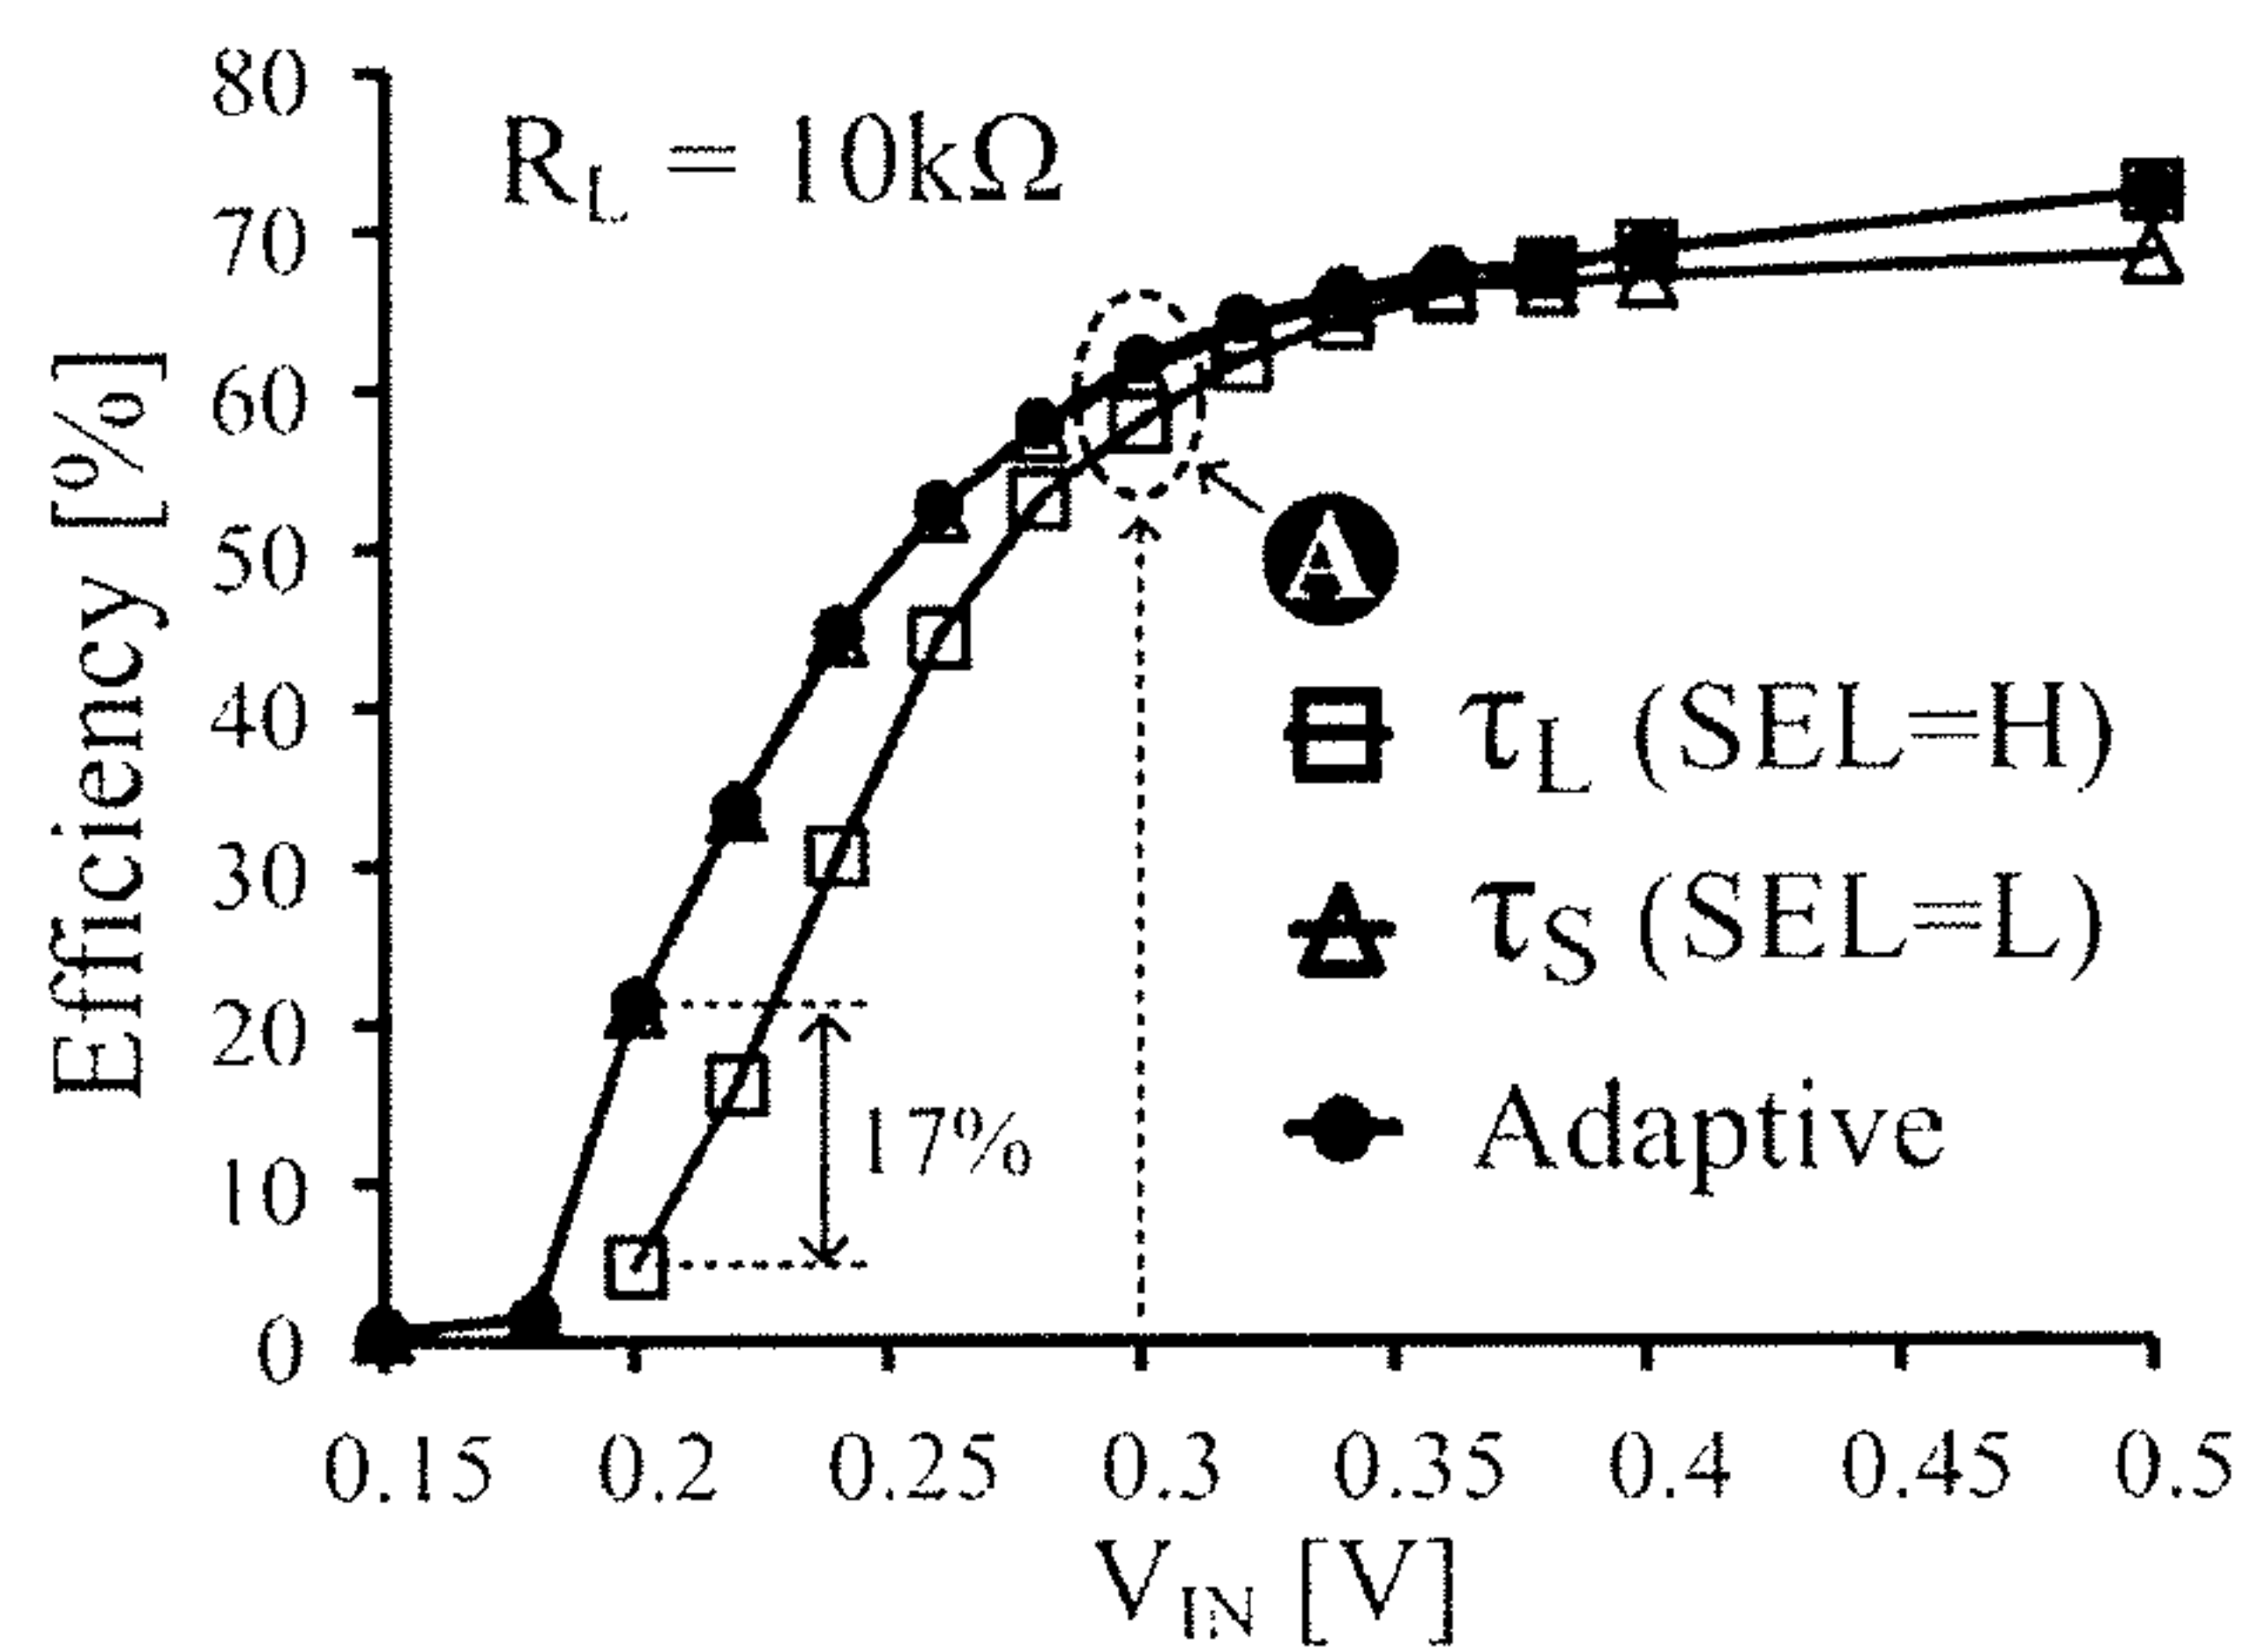 Efficiency [%]
80
70
60
50
40
30
20
10
0
R_L = 10kΩ
A
τ_L (SEL=H)
τ_S (SEL=L)
Adaptive
17%
0.15 0.2 0.25 0.3 0.35 0.4 0.45 0.5
V_IN [V]